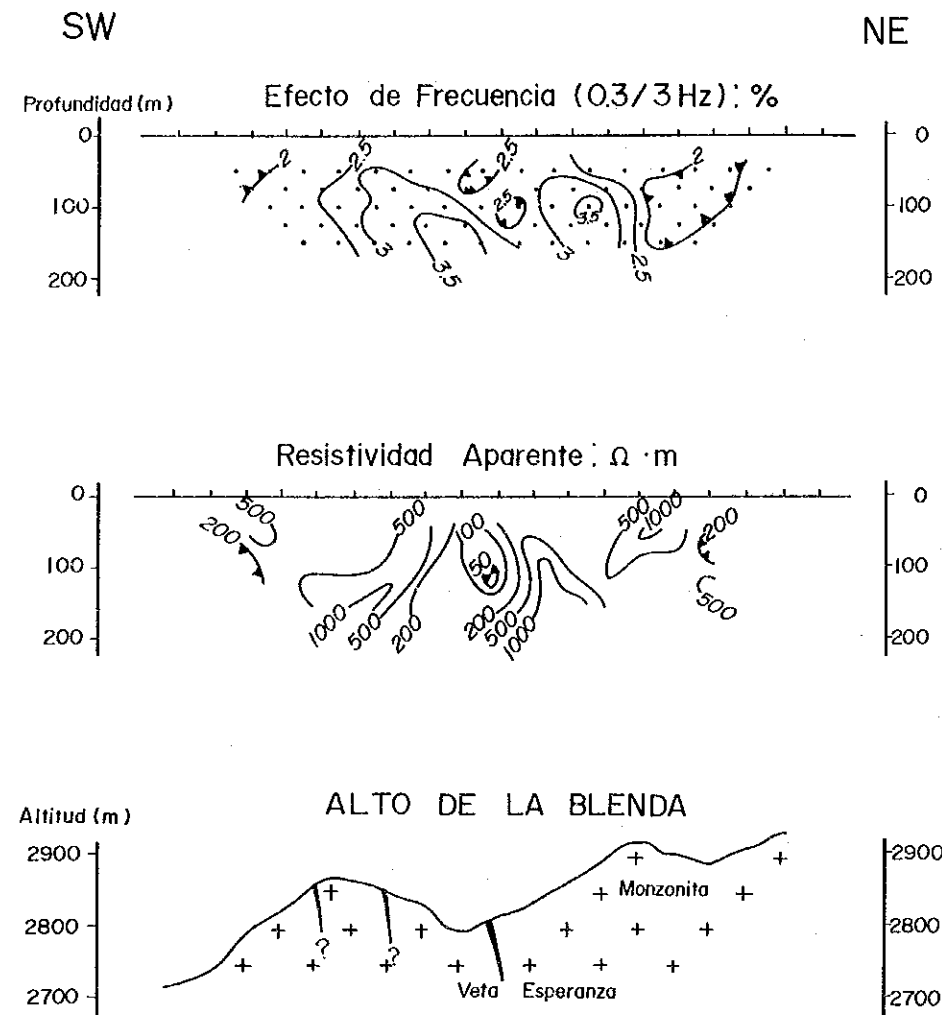 SW NE
Efecto de Frecuencia (0.3/3 Hz): %
Profundidad (m)
0 0
2 2.5 2.5 2
100 2.5 3.5 100
3 3.5 3 2.5
200 200
Resistividad Aparente: Ω·m
0 0
500 500 100 500 1000 200
200
100 50 100
1000 500 200 200 500 1000 500
200 200
ALTO DE LA BLENDA
Altitud (m)
2900 2900
Monzonita
2800 2800
? ?
2700 Veta Esperanza 2700